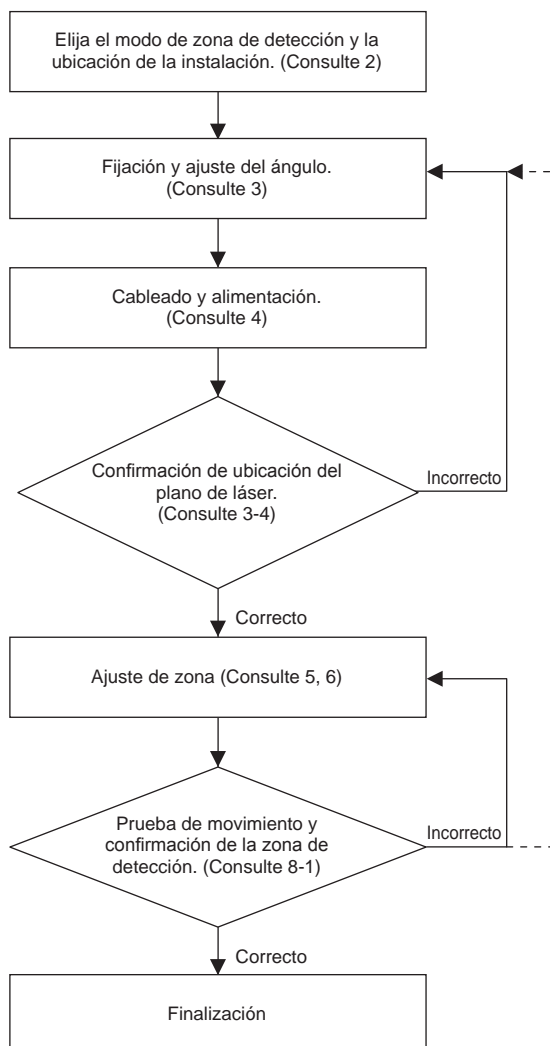 Elija el modo de zona de detección y la
ubicación de la instalación. (Consulte 2)
Fijación y ajuste del ángulo.
(Consulte 3)
Cableado y alimentación.
(Consulte 4)
Confirmación de ubicación del
plano de láser.
(Consulte 3-4)
Incorrecto
Correcto
Ajuste de zona (Consulte 5, 6)
Prueba de movimiento y
confirmación de la zona de
detección. (Consulte 8-1)
Incorrecto
Correcto
Finalización